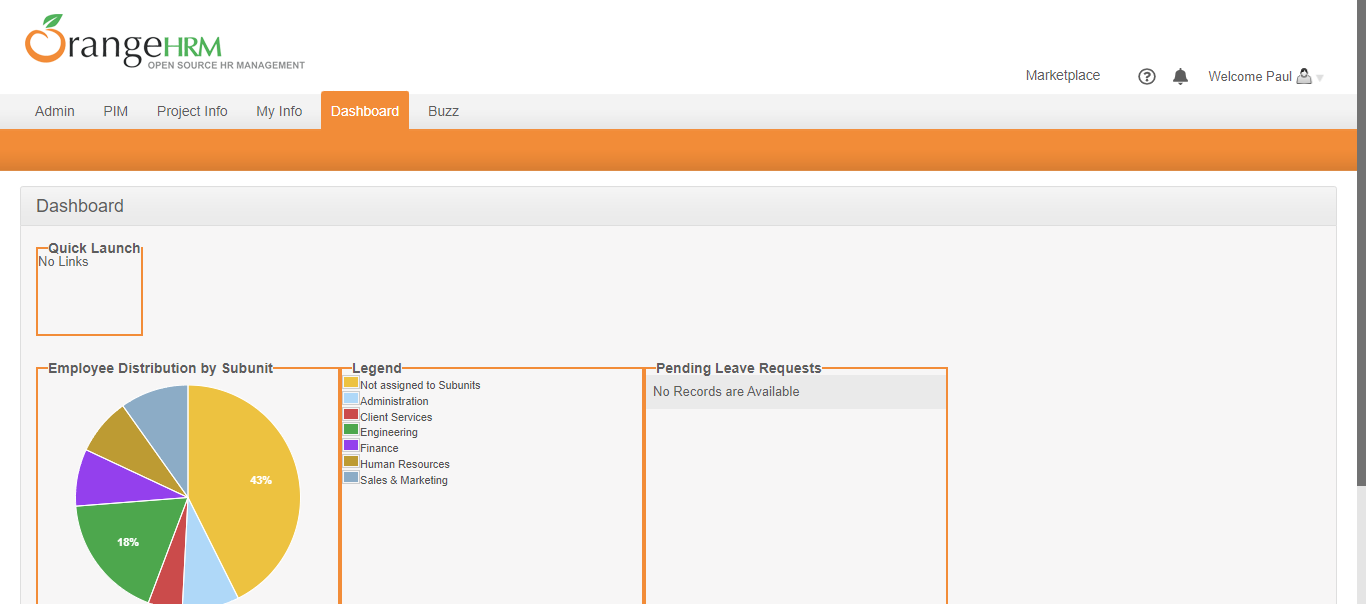 rangeHRM
OPEN SOURCE HR MANAGEMENT
Marketplace
Welcome Paul
Admin PIM Project Info My Info Dashboard Buzz
Dashboard
Quick Launch
No Links
Employee Distribution by Subunit
43%
18%
Legend
Not assigned to Subunits
Administration
Client Services
Engineering
Finance
Human Resources
Sales & Marketing
Pending Leave Requests
No Records are Available